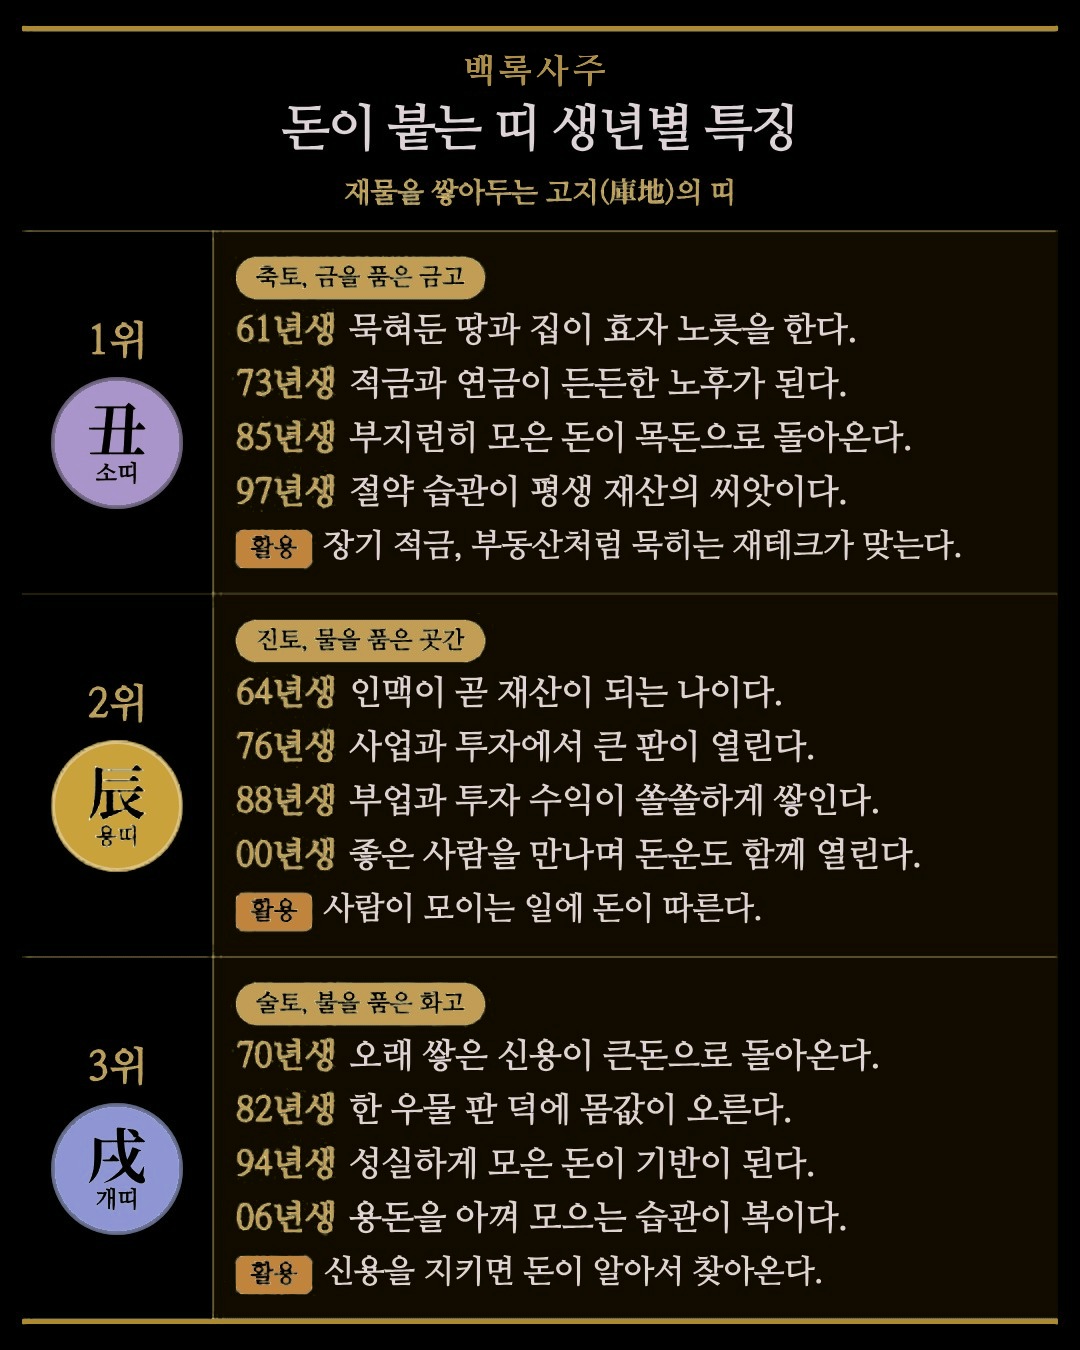 백록사주
돈이 붙는 띠 생년별 특징
재물을 쌓아두는 고지(庫地)의 띠
1위
丑
소띠
축토, 금을 품은 금고
61년생 묵혀둔 땅과 집이 효자 노릇을 한다.
73년생 적금과 연금이 든든한 노후가 된다.
85년생 부지런히 모은 돈이 목돈으로 돌아온다.
97년생 절약 습관이 평생 재산의 씨앗이다.
활용 장기 적금, 부동산처럼 묵히는 재테크가 맞는다.
2위
辰
용띠
진토, 물을 품은 곳간
64년생 인맥이 곧 재산이 되는 나이다.
76년생 사업과 투자에서 큰 판이 열린다.
88년생 부업과 투자 수익이 쏠쏠하게 쌓인다.
00년생 좋은 사람을 만나며 돈운도 함께 열린다.
활용 사람이 모이는 일에 돈이 따른다.
3위
戌
개띠
술토, 불을 품은 화고
70년생 오래 쌓은 신용이 큰돈으로 돌아온다.
82년생 한 우물 판 덕에 몸값이 오른다.
94년생 성실하게 모은 돈이 기반이 된다.
06년생 용돈을 아껴 모으는 습관이 복이다.
활용 신용을 지키면 돈이 알아서 찾아온다.